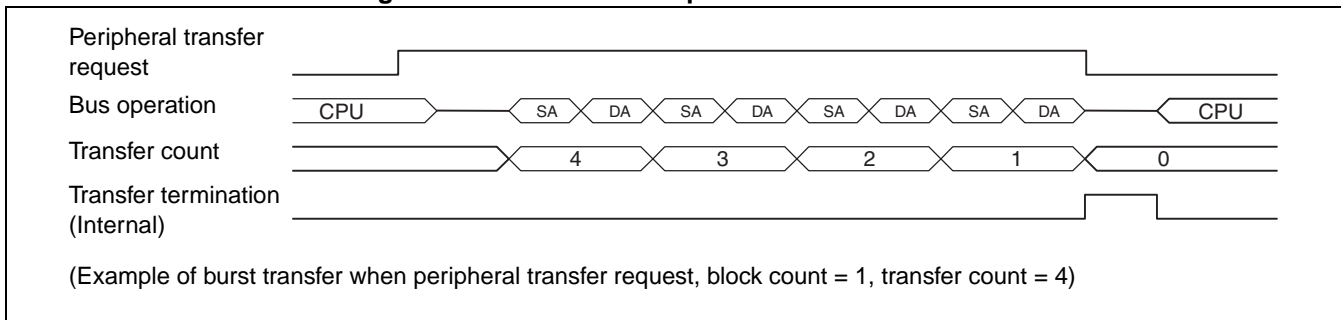 Peripheral transfer
request
Bus operation
CPU SA DA SA DA SA DA SA DA CPU
Transfer count
4 3 2 1 0
Transfer termination
(Internal)
(Example of burst transfer when peripheral transfer request, block count = 1, transfer count = 4)